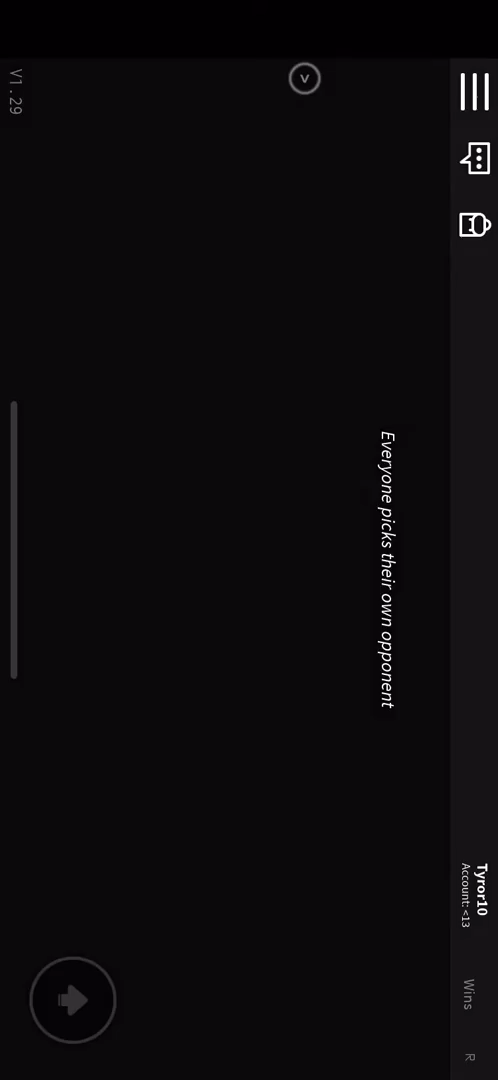 Tyror10
Account: <13
Wins
R
Everyone picks their own opponent
V1.29